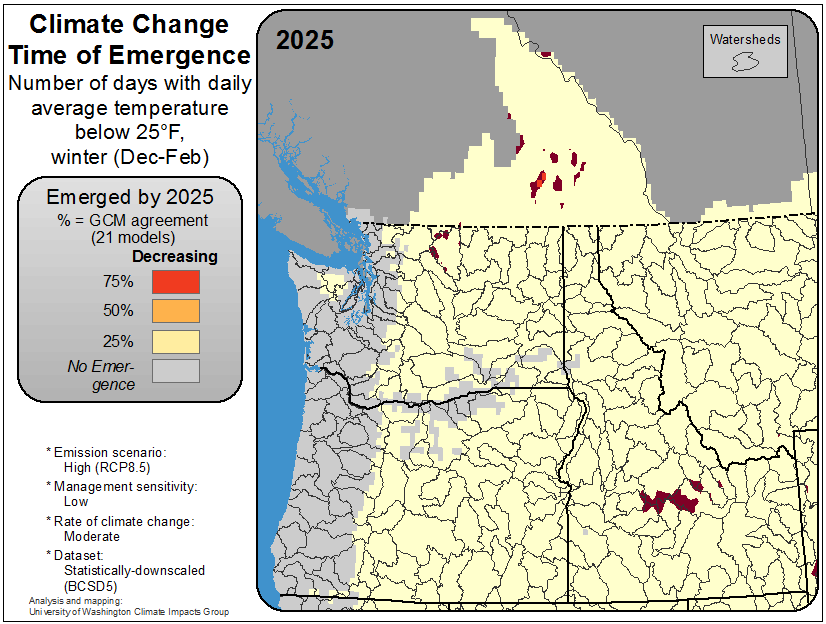 Climate Change
Time of Emergence
Number of days with daily
average temperature
below 25°F,
winter (Dec-Feb)
Emerged by 2025
% = GCM agreement
(21 models)
Decreasing
75%
50%
25%
No Emer-
gence
* Emission scenario:
High (RCP8.5)
* Management sensitivity:
Low
* Rate of climate change:
Moderate
* Dataset:
Statistically-downscaled
(BCSD5)
Analysis and mapping:
University of Washington Climate Impacts Group
2025
Watersheds